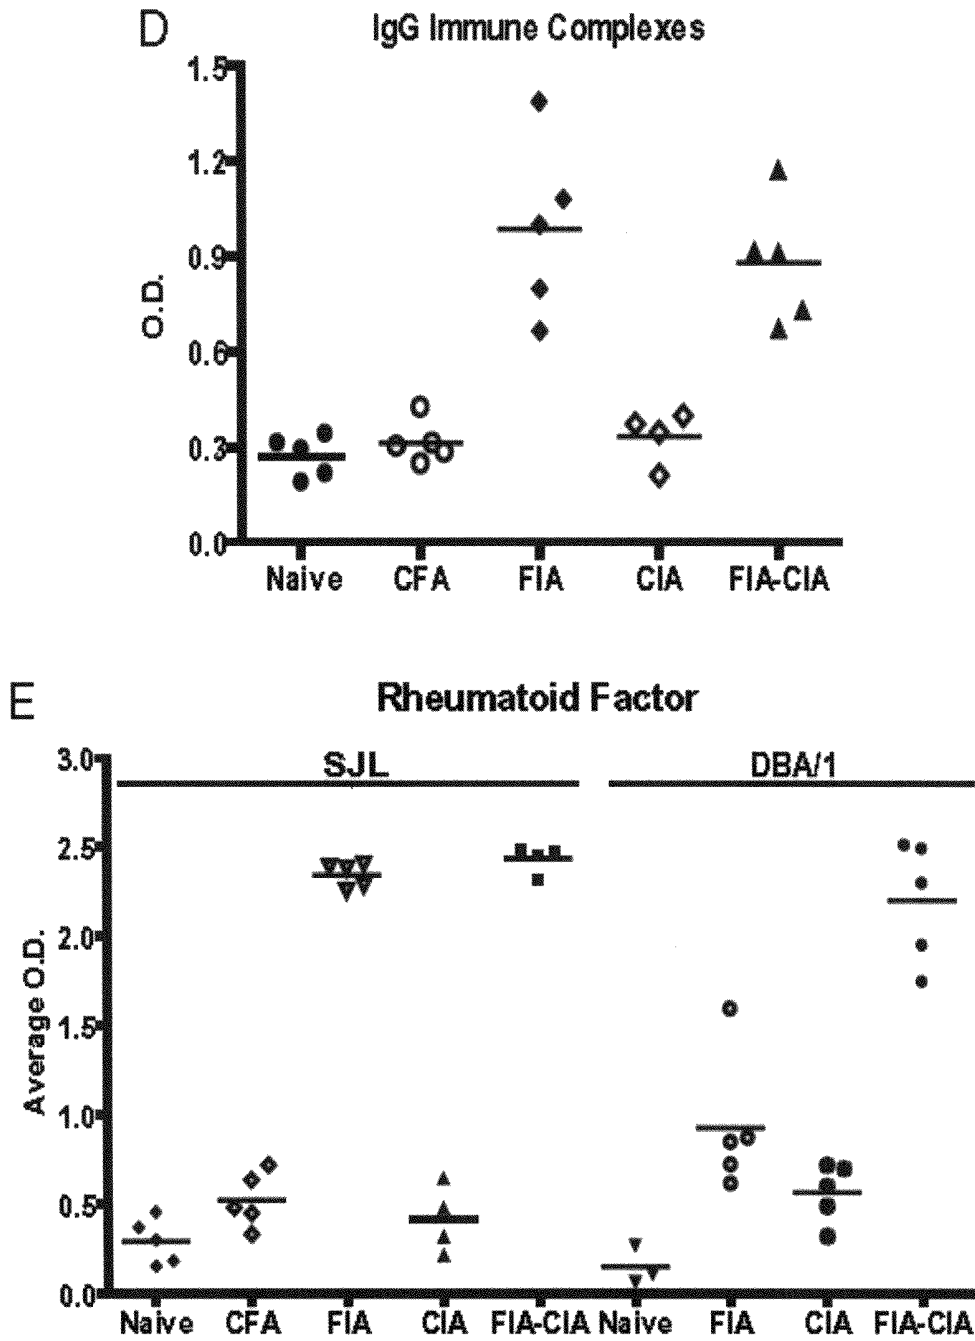 D IgG Immune Complexes
1.5
1.2
0.9
0.6
0.3
0.0
O.D.
Naive CFA FIA CIA FIA-CIA
E Rheumatoid Factor
SJL DBA/1
3.0
2.5
2.0
1.5
1.0
0.5
0.0
Average O.D.
Naive CFA FIA CIA FIA-CIA Naive FIA CIA FIA-CIA